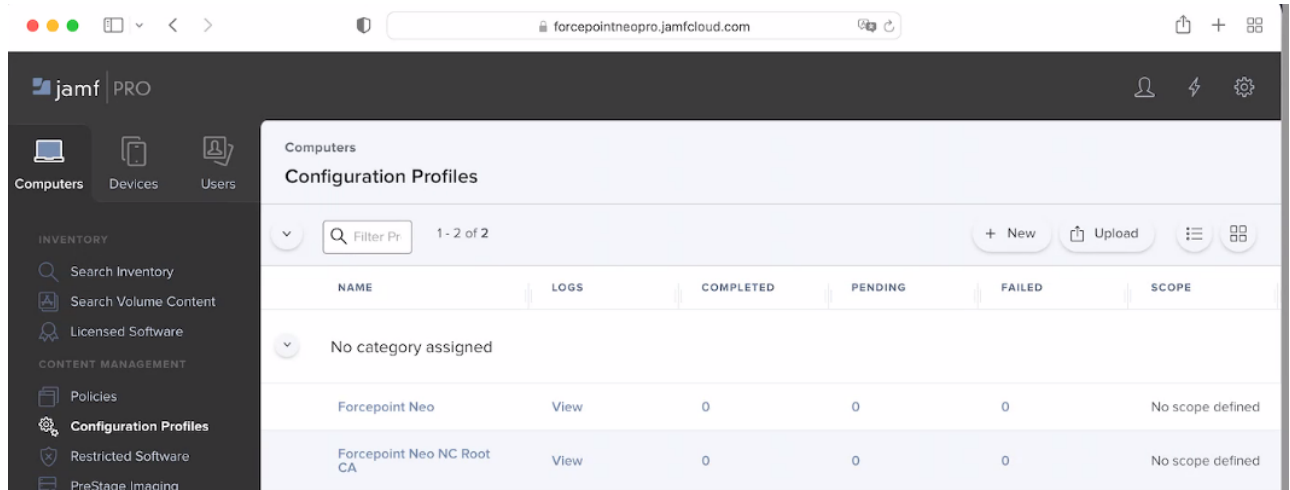 forcepointneopro.jamfcloud.com
jamf PRO
Computers
Devices
Users
INVENTORY
Search Inventory
Search Volume Content
Licensed Software
CONTENT MANAGEMENT
Policies
Configuration Profiles
Restricted Software
PreStage Imaging
Computers
Configuration Profiles
Filter Pr
1 - 2 of 2
+ New
Upload
NAME LOGS COMPLETED PENDING FAILED SCOPE
No category assigned
Forcepoint Neo View 0 0 0 No scope defined
Forcepoint Neo NC Root
CA View 0 0 0 No scope defined